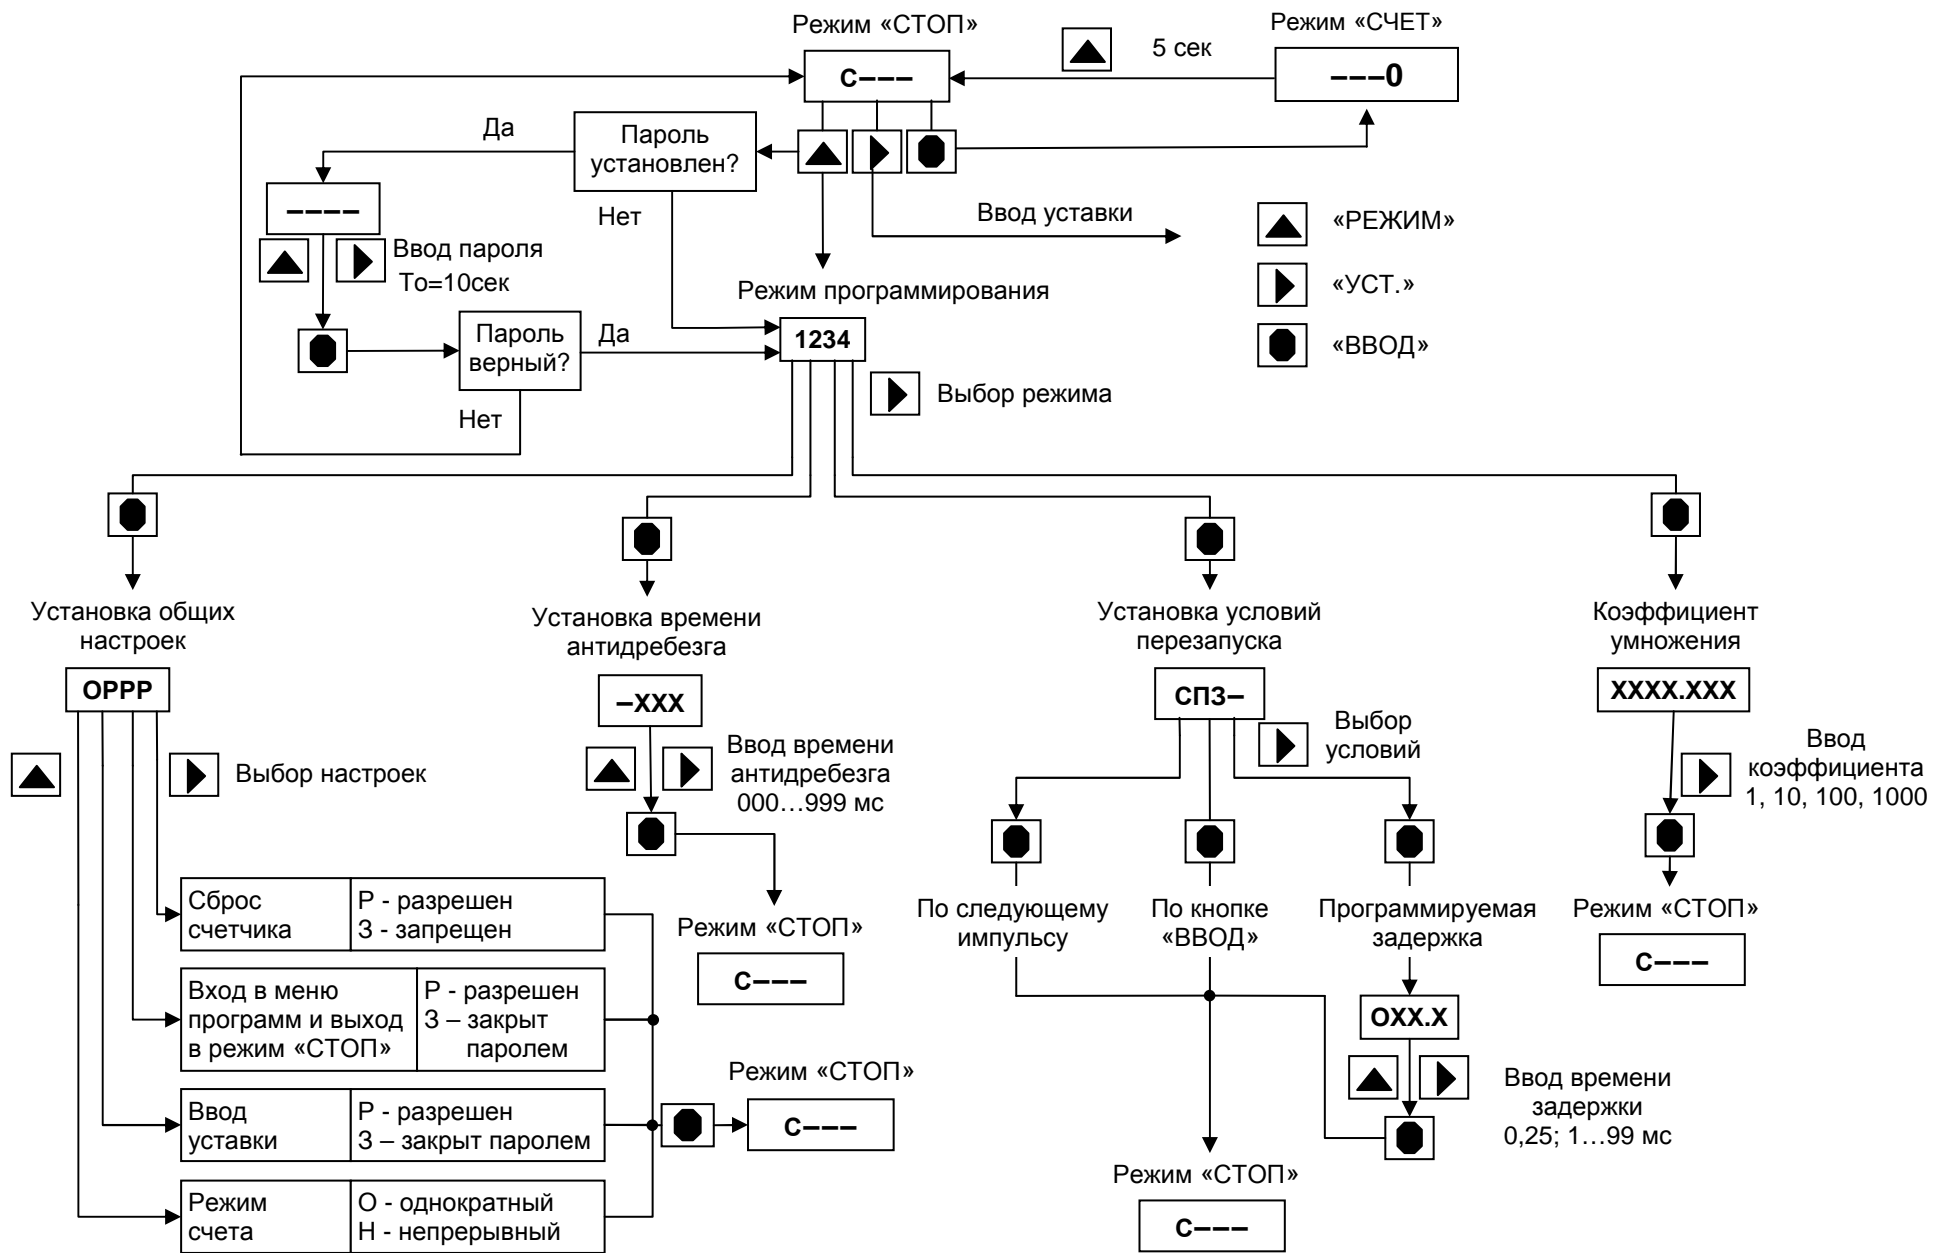 Режим «СТОП»
Режим «СЧЕТ»
5 сек
С–––
–––0
Да
Пароль
установлен?
––––
Нет
Ввод уставки
«РЕЖИМ»
Ввод пароля
То=10сек
«УСТ.»
Режим программирования
Пароль
верный?
Да
1234
«ВВОД»
Нет
Выбор режима
Установка общих
настроек
Установка времени
антидребезга
Установка условий
перезапуска
Коэффициент
умножения
ОРРР
–ХХХ
СПЗ–
ХХХХ.ХХХ
Выбор настроек
Ввод времени
антидребезга
000...999 мс
Выбор
условий
Ввод
коэффициента
1, 10, 100, 1000
Сброс
счетчика
Р - разрешен
З - запрещен
Режим «СТОП»
С–––
По следующему
импульсу
По кнопке
«ВВОД»
Программируемая
задержка
Режим «СТОП»
С–––
Вход в меню
программ и выход
в режим «СТОП»
Р - разрешен
З – закрыт
паролем
ОХХ.Х
Ввод
уставки
Р - разрешен
З – закрыт паролем
Режим «СТОП»
С–––
Ввод времени
задержки
0,25; 1...99 мс
Режим
счета
О - однократный
Н - непрерывный
Режим «СТОП»
С–––